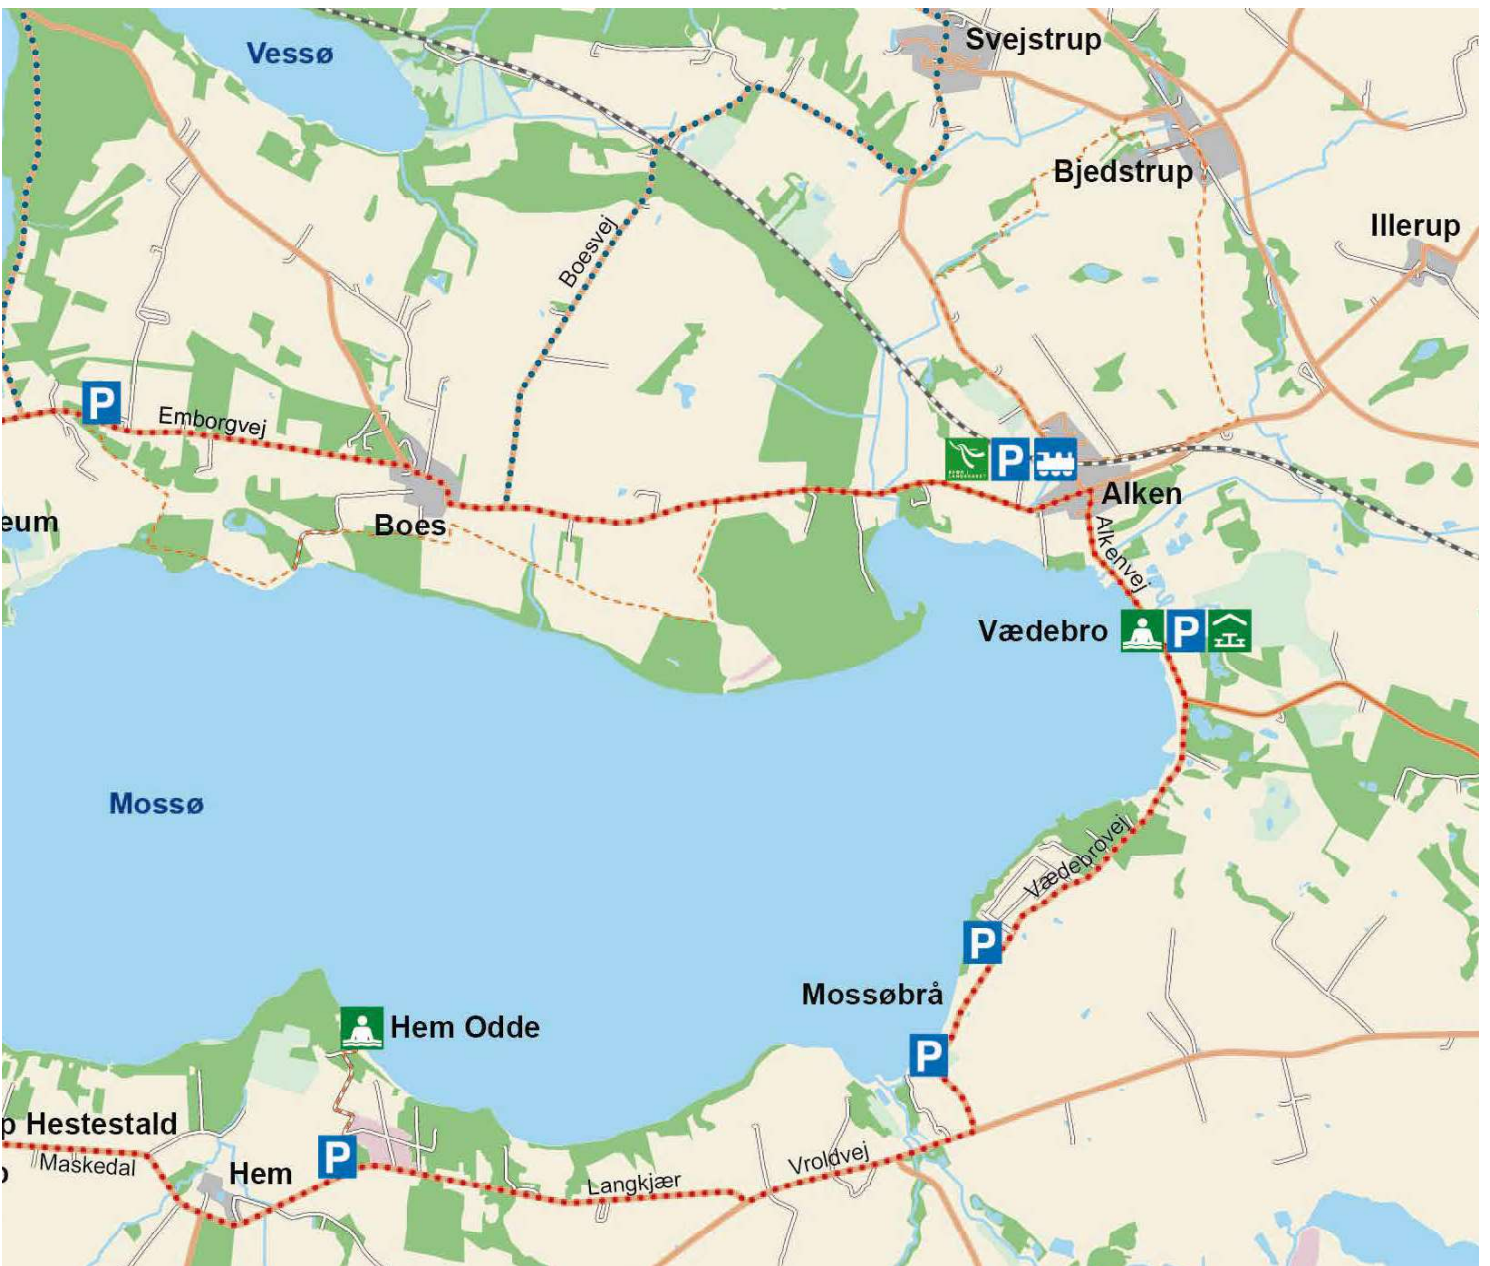 Svejstrup
Vessø
Bjedstrup
Illerup
Boesvej
P
Emborgvej
P
Alken
eum
Boes
Alkenvej
Vædebro
P
Mossø
Vædebrovej
P
Mossøbrå
Hem Odde
P
p Hestestald
Vroldvej
P
Maskedal
Hem
Langkjær